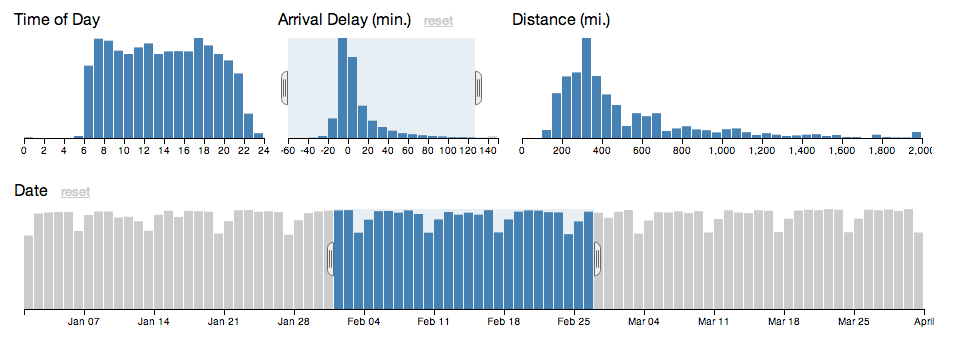 Time of Day
Arrival Delay (min.) reset
Distance (mi.)
0 2 4 6 8 10 12 14 16 18 20 22 24
-60 -40 -20 0 20 40 60 80 100 120 140
0 200 400 600 800 1,000 1,200 1,400 1,600 1,800 2,000
Date reset
Jan 07 Jan 14 Jan 21 Jan 28 Feb 04 Feb 11 Feb 18 Feb 25 Mar 04 Mar 11 Mar 18 Mar 25 April